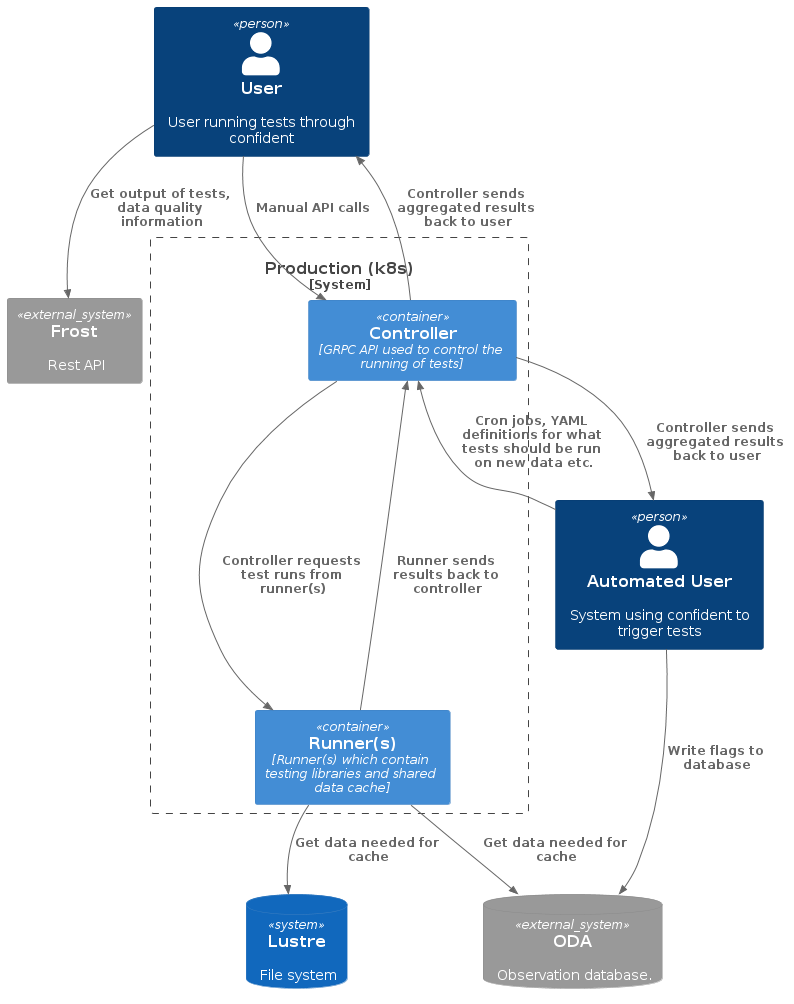 «person»
User
User running tests through
confident
Get output of tests,
data quality
information
Manual API calls
Controller sends
aggregated results
back to user
Production (k8s)
[System]
«external_system»
Frost
Rest API
«container»
Controller
[GRPC API used to control the
running of tests]
Cron jobs, YAML
definitions for what
tests should be run
on new data etc.
Controller sends
aggregated results
back to user
«person»
Automated User
System using confident to
trigger tests
Controller requests
test runs from
runner(s)
Runner sends
results back to
controller
«container»
Runner(s)
[Runner(s) which contain
testing libraries and shared
data cache]
Write flags to
database
Get data needed for
cache
Get data needed for
cache
«system»
Lustre
File system
«external_system»
ODA
Observation database.